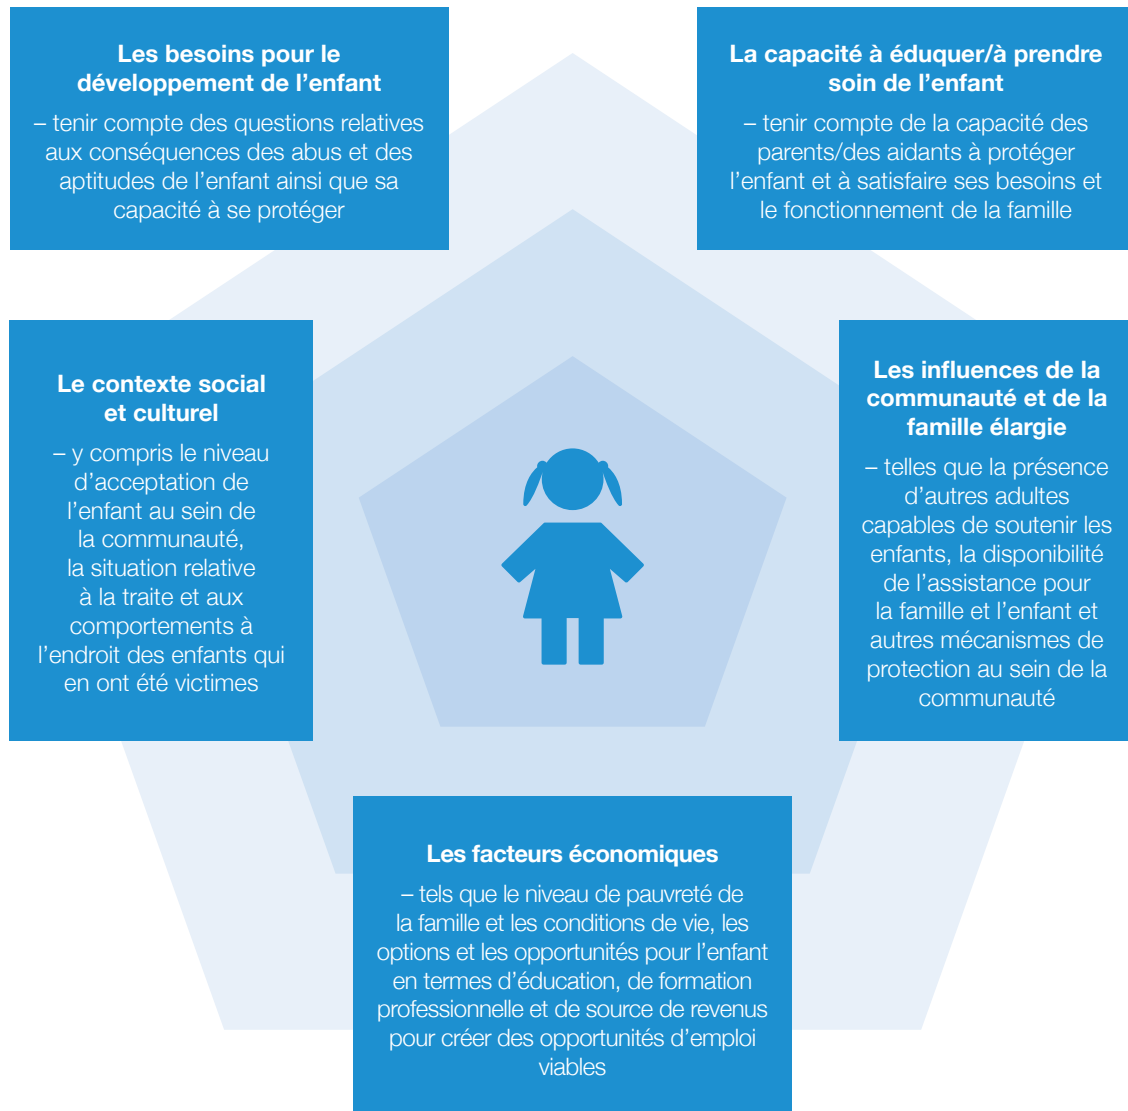 Les besoins pour le
développement de l’enfant
– tenir compte des questions relatives
aux conséquences des abus et des
aptitudes de l’enfant ainsi que sa
capacité à se protéger
La capacité à éduquer/à prendre
soin de l’enfant
– tenir compte de la capacité des
parents/des aidants à protéger
l’enfant et à satisfaire ses besoins et
le fonctionnement de la famille
Le contexte social
et culturel
– y compris le niveau
d’acceptation de
l’enfant au sein de
la communauté,
la situation relative
à la traite et aux
comportements à
l’endroit des enfants qui
en ont été victimes
Les influences de la
communauté et de la
famille élargie
– telles que la présence
d’autres adultes
capables de soutenir les
enfants, la disponibilité
de l’assistance pour
la famille et l’enfant et
autres mécanismes de
protection au sein de la
communauté
Les facteurs économiques
– tels que le niveau de pauvreté de
la famille et les conditions de vie, les
options et les opportunités pour l’enfant
en termes d’éducation, de formation
professionnelle et de source de revenus
pour créer des opportunités d’emploi
viables